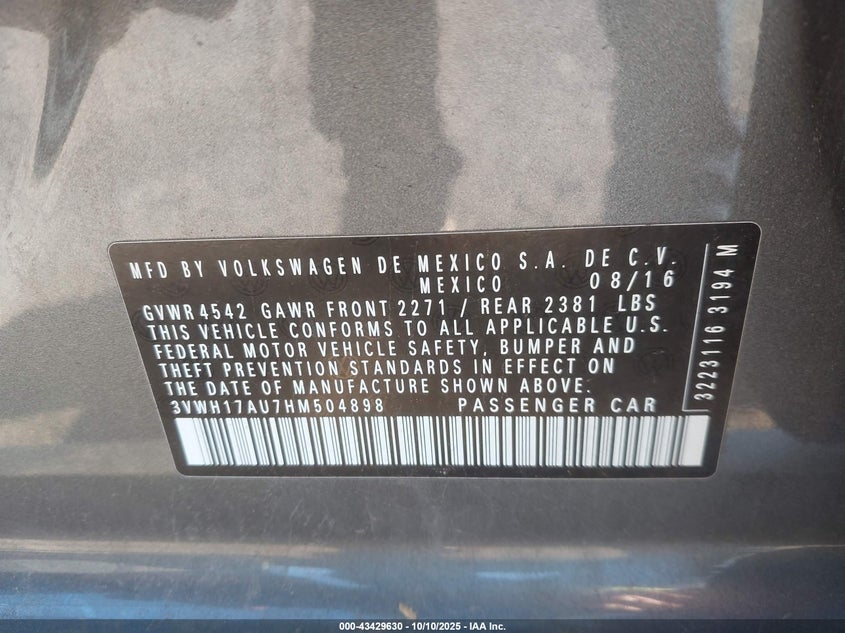 MFD BY VOLKSWAGEN DE MEXICO S.A. DE C.V.
MEXICO 08/16
GVWR 4542 GAWR FRONT 2271 / REAR 2381 LBS
THIS VEHICLE CONFORMS TO ALL APPLICABLE U.S.
FEDERAL MOTOR VEHICLE SAFETY, BUMPER AND
THEFT PREVENTION STANDARDS IN EFFECT ON
THE DATE OF MANUFACTURE SHOWN ABOVE.
3VWH17AU7HM504898 PASSENGER CAR
3223116 3194 M
000-43429630 - 10/10/2025 - IAA Inc.